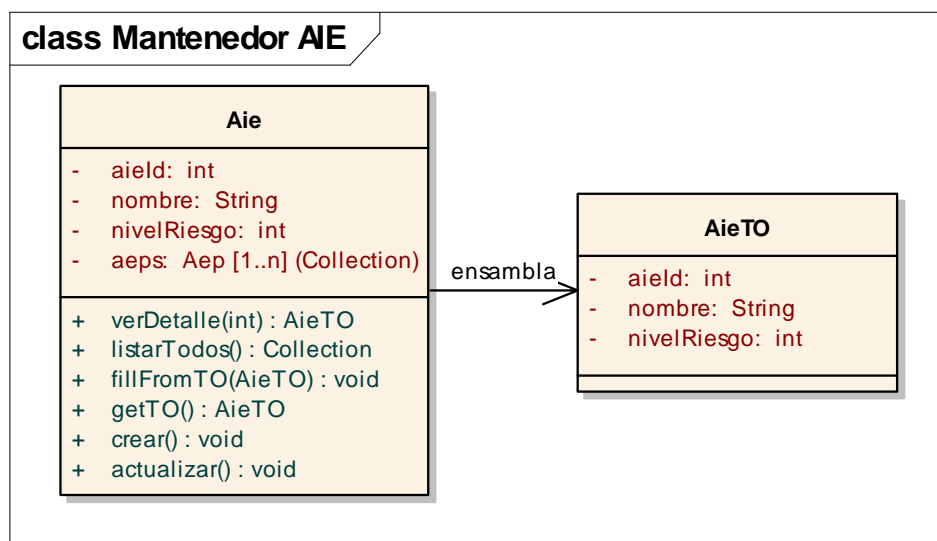 class Mantenedor AIE
Aie
- aieId: int
- nombre: String
- nivelRiesgo: int
- aeps: Aep [1..n] (Collection)
+ verDetalle(int) : AieTO
+ listarTodos() : Collection
+ fillFromTO(AieTO) : void
+ getTO() : AieTO
+ crear() : void
+ actualizar() : void
ensambla
AieTO
- aieId: int
- nombre: String
- nivelRiesgo: int